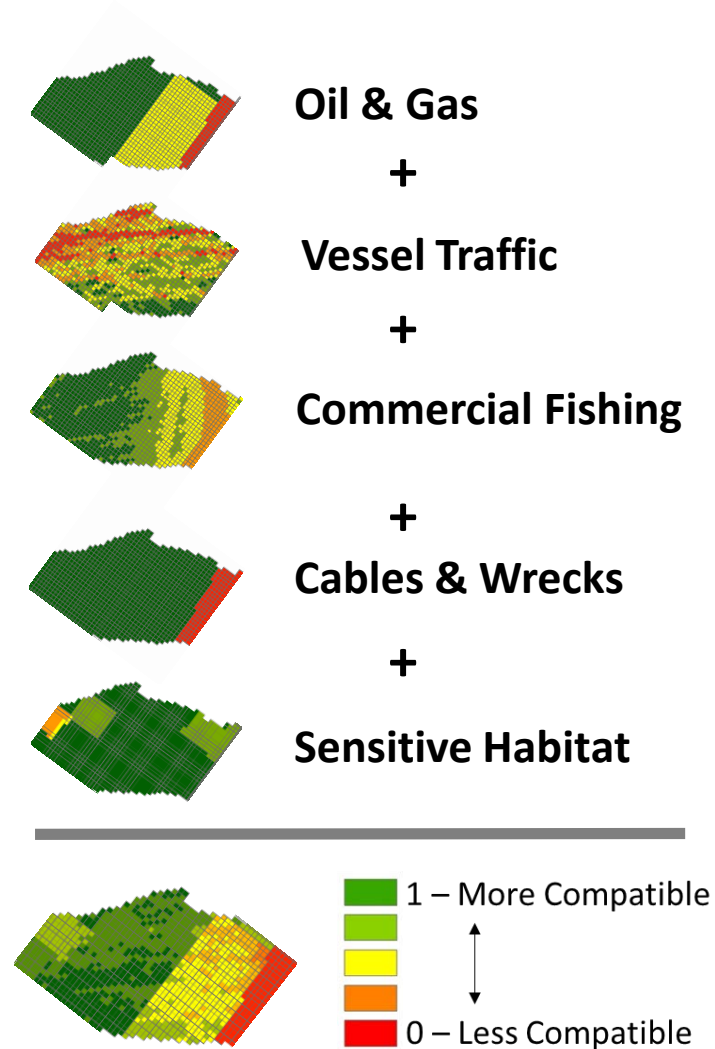 Oil & Gas
+
Vessel Traffic
+
Commercial Fishing
+
Cables & Wrecks
+
Sensitive Habitat
1 – More Compatible
0 – Less Compatible